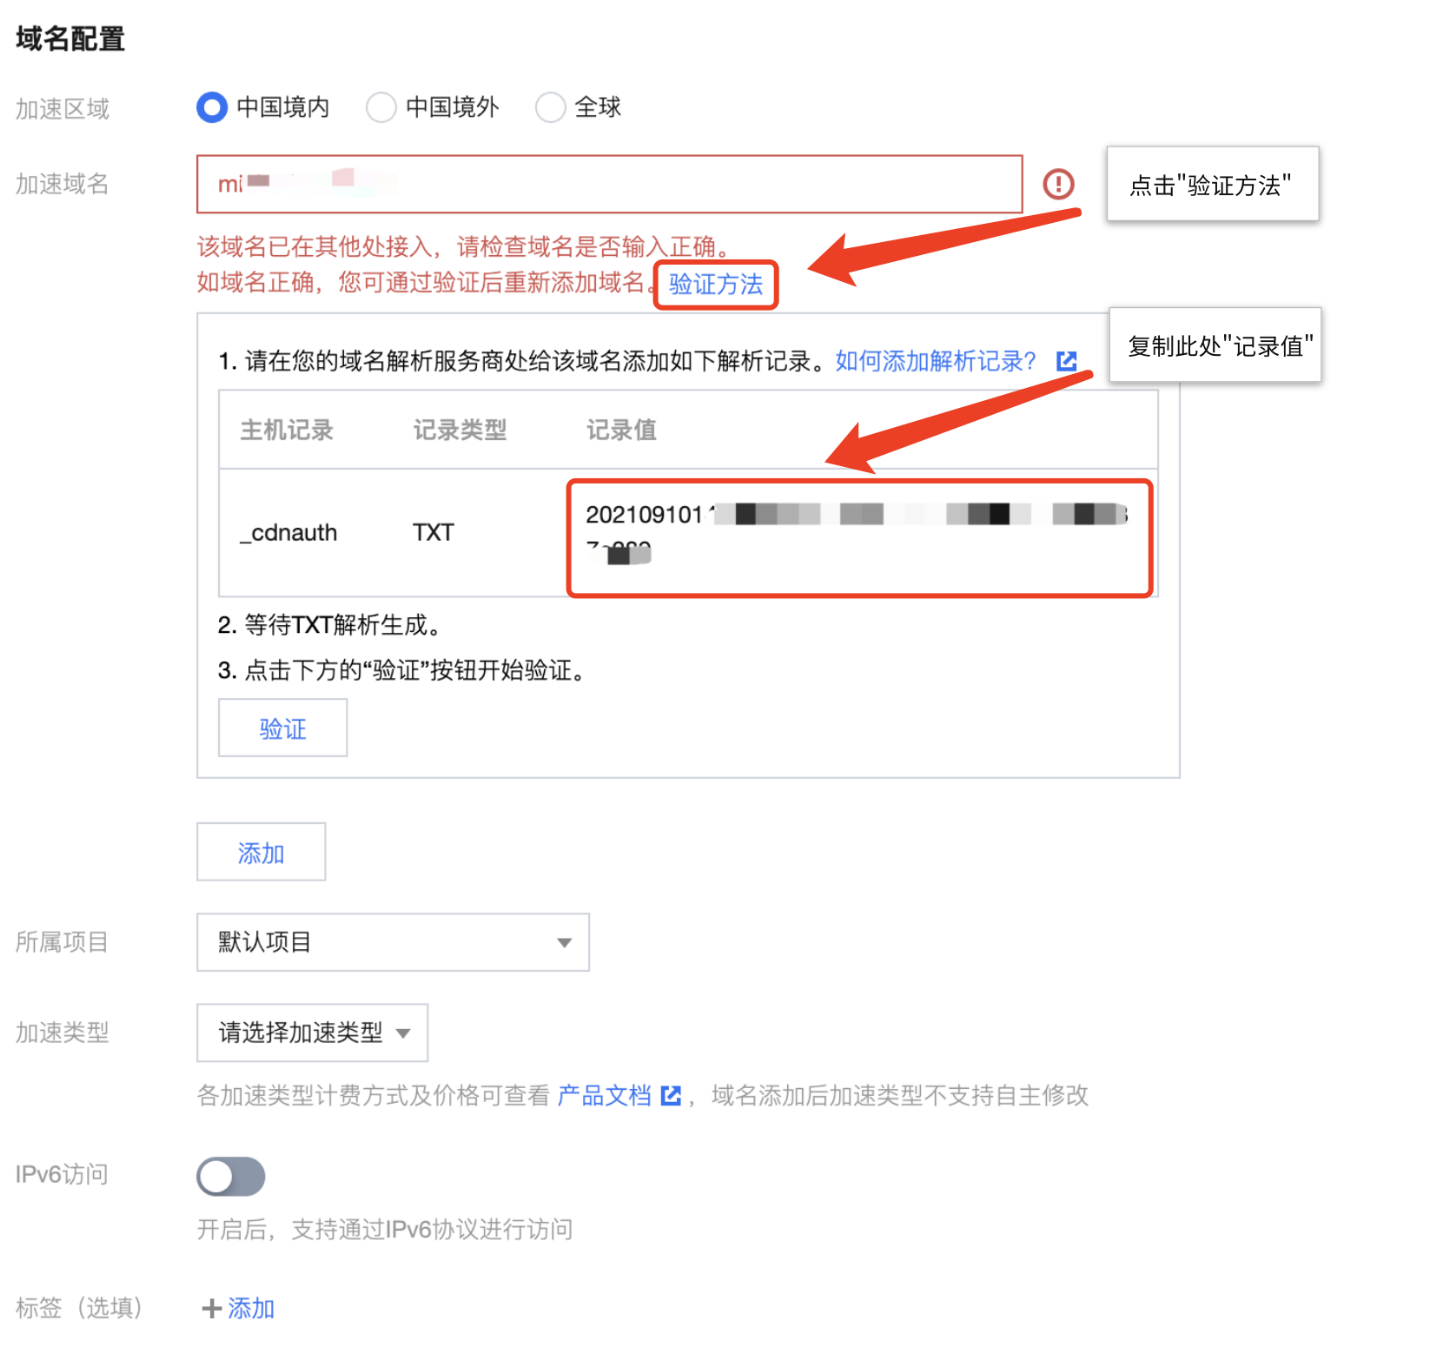 域名配置
加速区域 中国境内 中国境外 全球
加速域名 mi
点击"验证方法"
该域名已在其他处接入，请检查域名是否输入正确。
如域名正确，您可通过验证后重新添加域名。验证方法
复制此处"记录值"
1. 请在您的域名解析服务商处给该域名添加如下解析记录。如何添加解析记录？
主机记录 记录类型 记录值
_cdnauth TXT 202109101
2. 等待TXT解析生成。
3. 点击下方的“验证”按钮开始验证。
验证
添加
所属项目 默认项目
加速类型 请选择加速类型
各加速类型计费方式及价格可查看 产品文档 ，域名添加后加速类型不支持自主修改
IPv6访问
开启后，支持通过IPv6协议进行访问
标签（选填） 添加